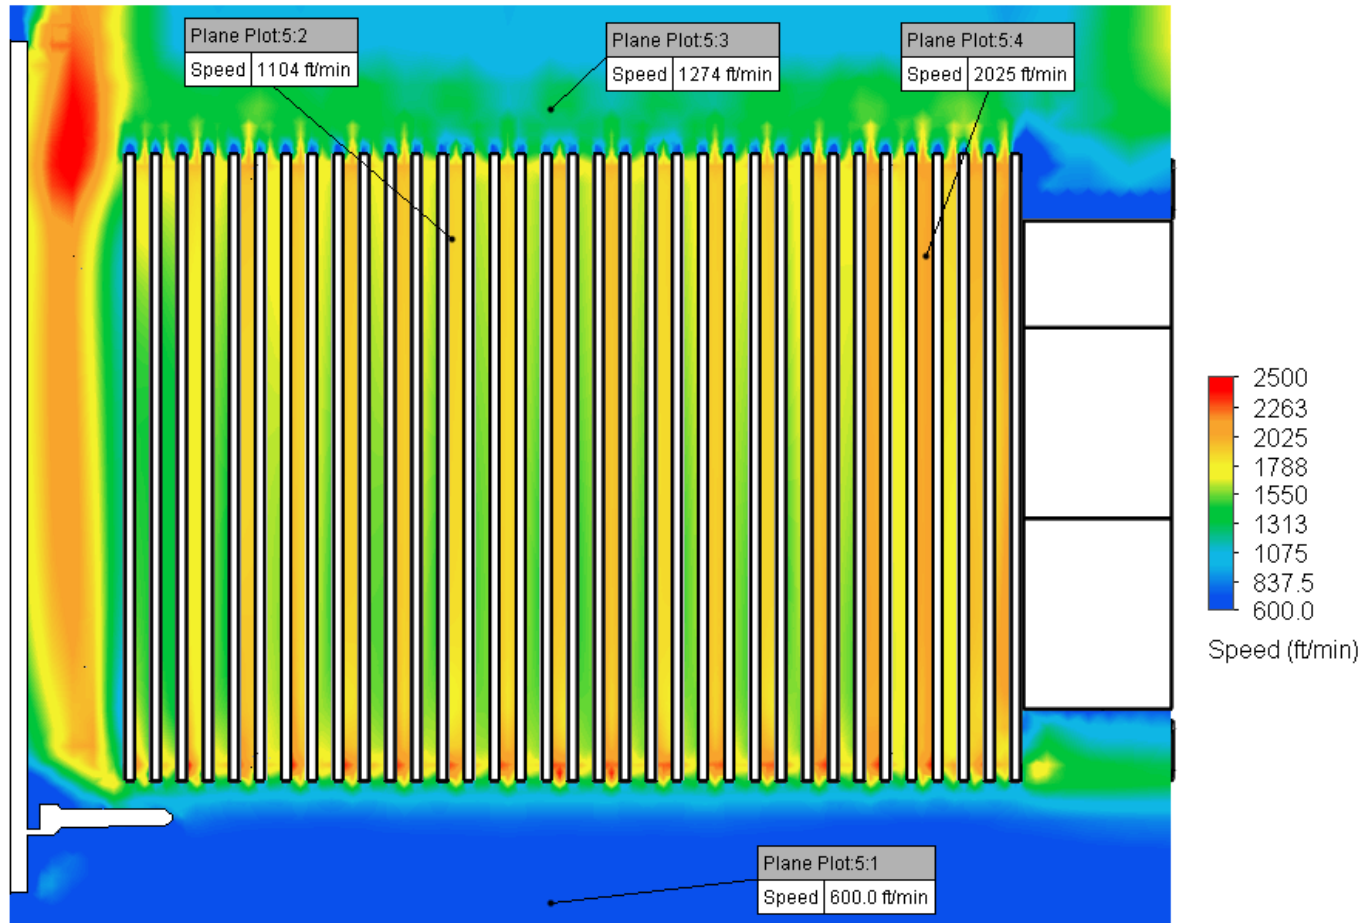 Plane Plot:5:2
Speed 1104 ft/min
Plane Plot:5:3
Speed 1274 ft/min
Plane Plot:5:4
Speed 2025 ft/min
2500
2263
2025
1788
1550
1313
1075
837.5
600.0
Speed (ft/min)
Plane Plot:5:1
Speed 600.0 ft/min